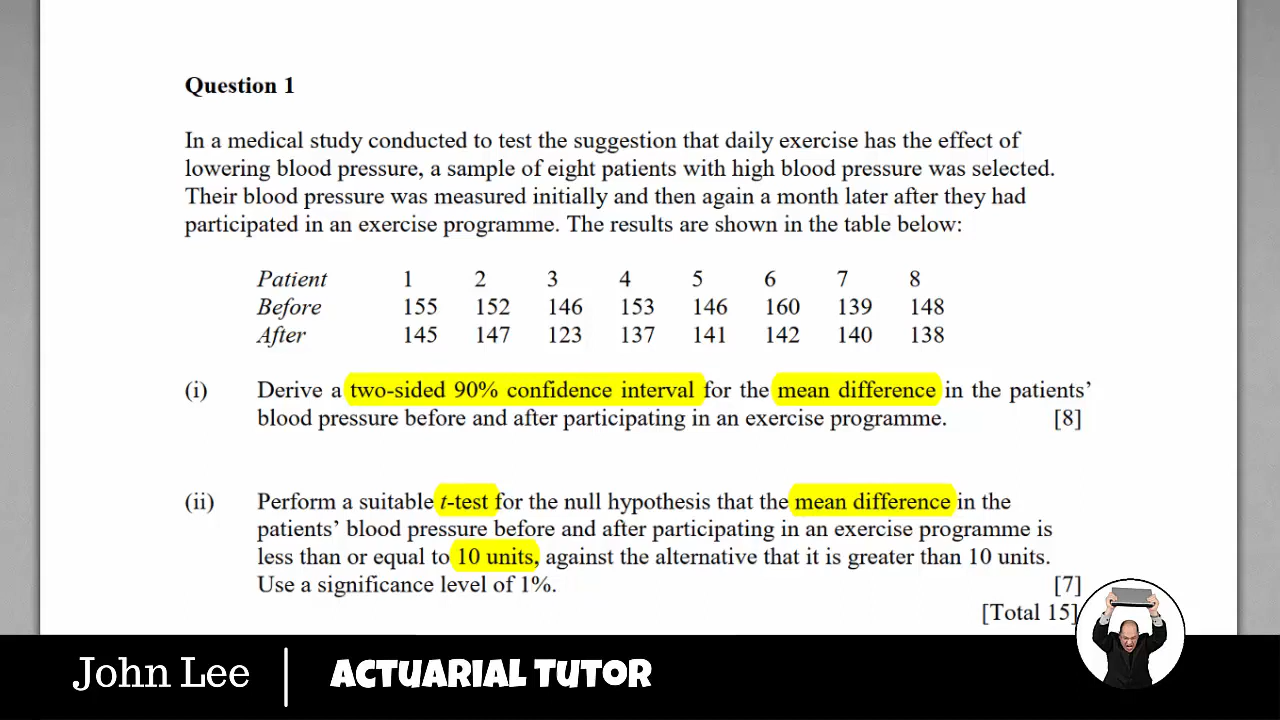 Question 1
In a medical study conducted to test the suggestion that daily exercise has the effect of
lowering blood pressure, a sample of eight patients with high blood pressure was selected.
Their blood pressure was measured initially and then again a month later after they had
participated in an exercise programme. The results are shown in the table below:
Patient 1 2 3 4 5 6 7 8
Before 155 152 146 153 146 160 139 148
After 145 147 123 137 141 142 140 138
(i) Derive a two-sided 90% confidence interval for the mean difference in the patients’
blood pressure before and after participating in an exercise programme. [8]
(ii) Perform a suitable t-test for the null hypothesis that the mean difference in the
patients’ blood pressure before and after participating in an exercise programme is
less than or equal to 10 units, against the alternative that it is greater than 10 units.
Use a significance level of 1%. [7]
[Total 15]
John Lee | ACTUARIAL TUTOR